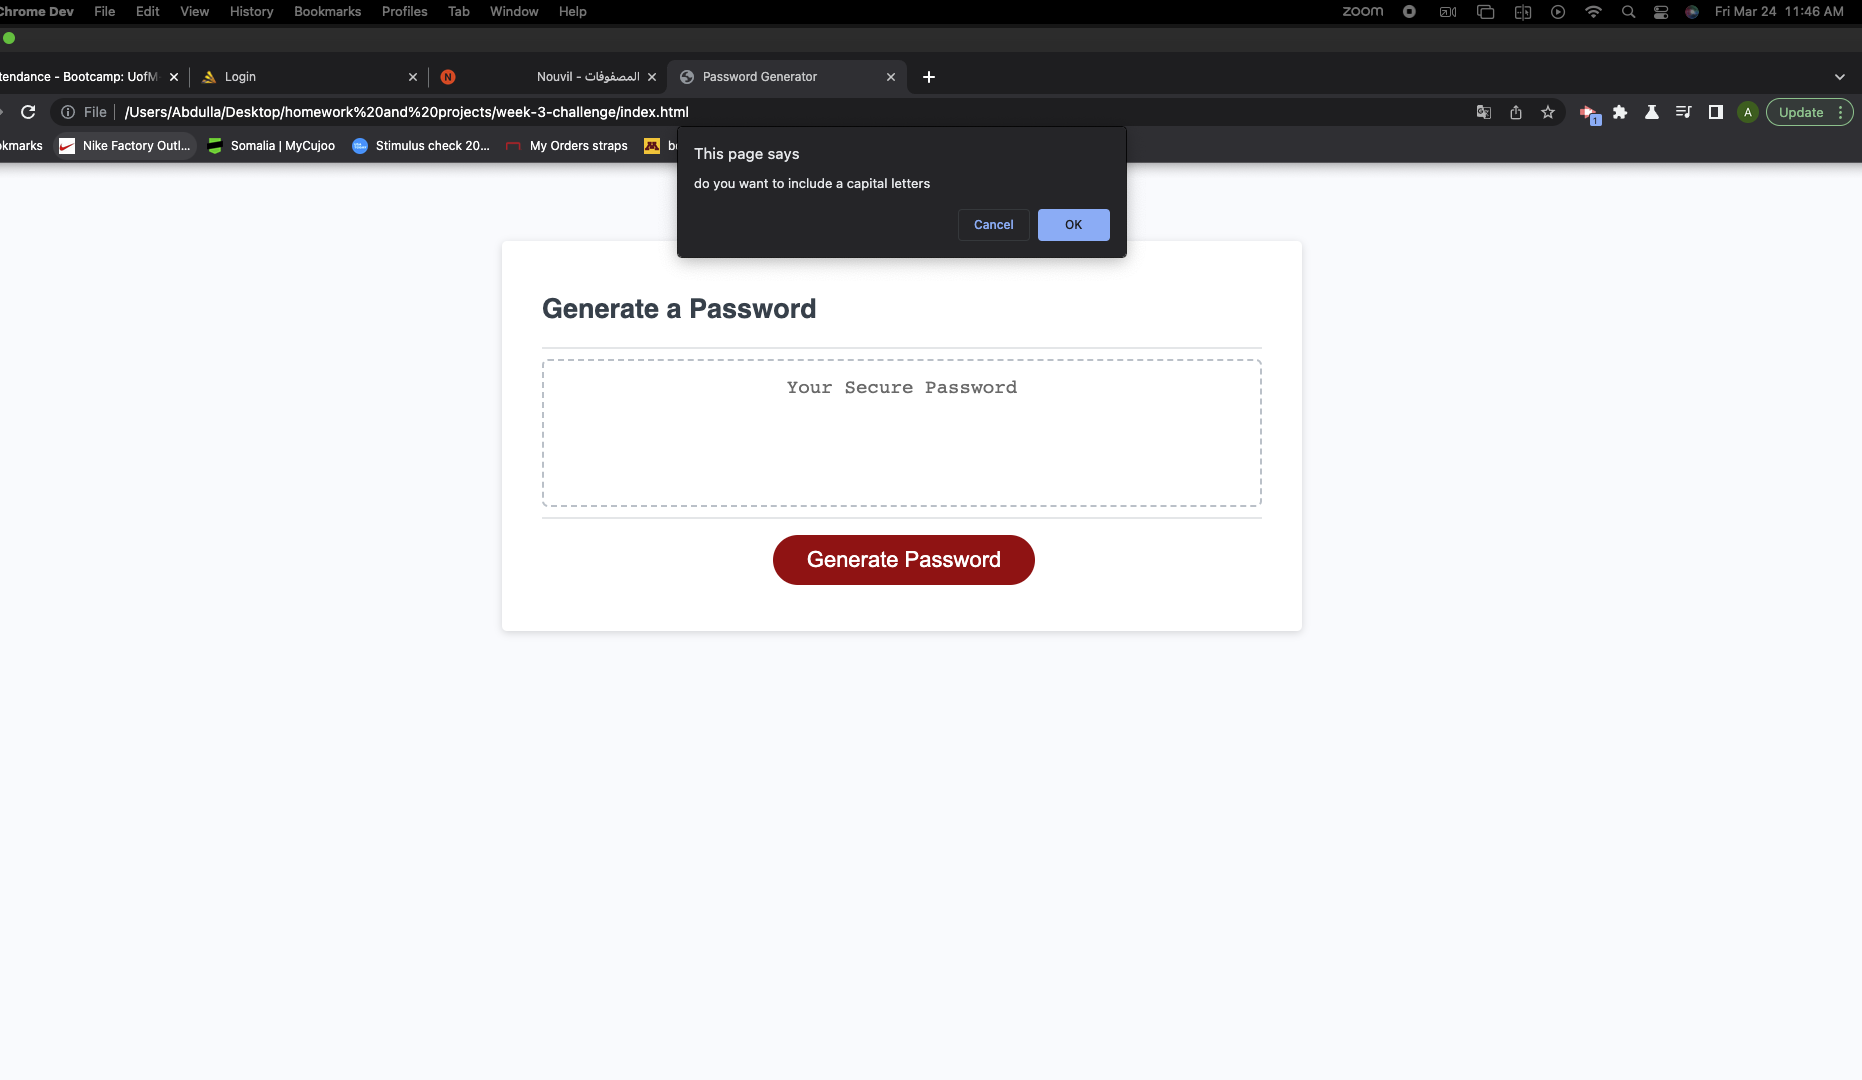 Chrome Dev File Edit View History Bookmarks Profiles Tab Window Help zoom Fri Mar 24 11:46 AM
tendance - Bootcamp: UofM Login N Nouvil - المصفوفات Password Generator
File /Users/Abdulla/Desktop/homework%20and%20projects/week-3-challenge/index.html 1 A Update
okmarks Nike Factory Outl... Somalia | MyCujoo Stimulus check 20... My Orders straps
This page says
do you want to include a capital letters
Cancel OK
Generate a Password
Your Secure Password
Generate Password